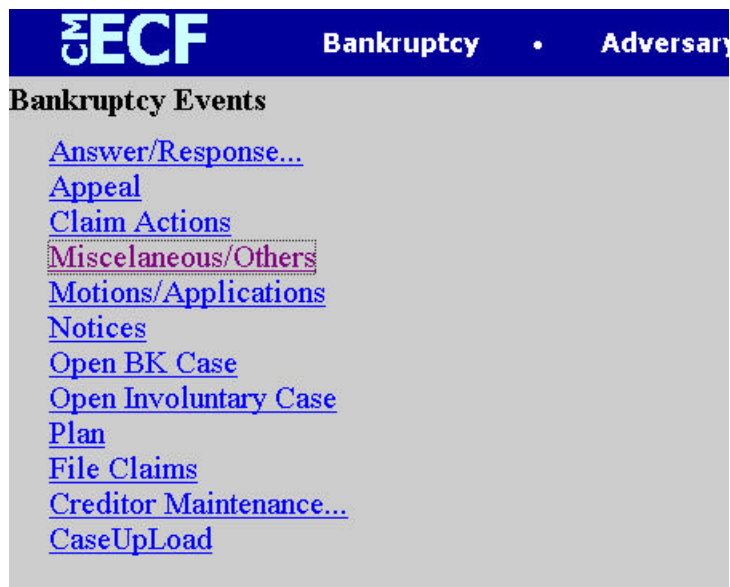 CM ECF Bankruptcy • Adversary
Bankruptcy Events
Answer/Response...
Appeal
Claim Actions
Miscelaneous/Others
Motions/Applications
Notices
Open BK Case
Open Involuntary Case
Plan
File Claims
Creditor Maintenance...
CaseUpLoad